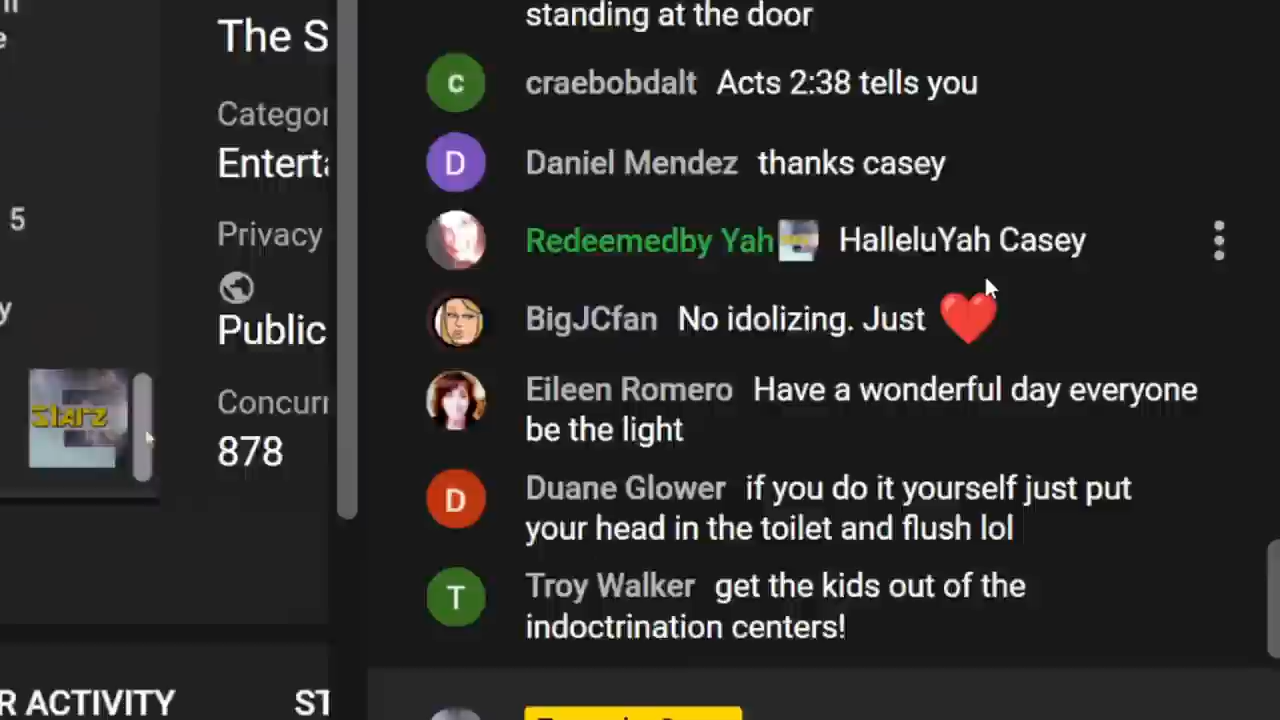 The S
Categor
Enterta
5
Privacy
Public
Starz
Concurr
878
R ACTIVITY
ST
standing at the door
C
craebobdalt Acts 2:38 tells you
D
Daniel Mendez thanks casey
Redeemedby Yah HalleluYah Casey
BigJCfan No idolizing. Just ❤️
Eileen Romero Have a wonderful day everyone
be the light
D
Duane Glower if you do it yourself just put
your head in the toilet and flush lol
T
Troy Walker get the kids out of the
indoctrination centers!